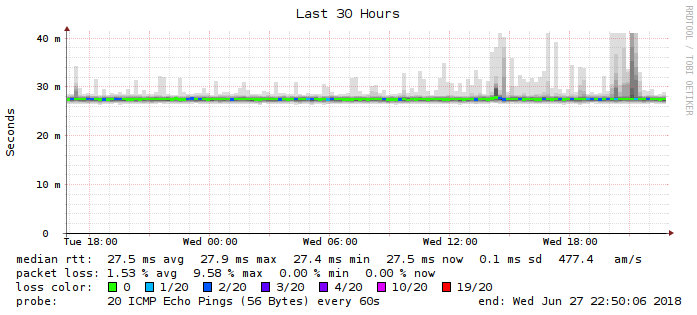 Last 30 Hours
RRDTOOL / TOBI OETIKER
Seconds
40 m
30 m
20 m
10 m
0
Tue 18:00 Wed 00:00 Wed 06:00 Wed 12:00 Wed 18:00
median rtt: 27.5 ms avg 27.9 ms max 27.4 ms min 27.5 ms now 0.1 ms sd 477.4 am/s
packet loss: 1.53 % avg 9.58 % max 0.00 % min 0.00 % now
loss color: 0 1/20 2/20 3/20 4/20 10/20 19/20
probe: 20 ICMP Echo Pings (56 Bytes) every 60s end: Wed Jun 27 22:50:06 2018